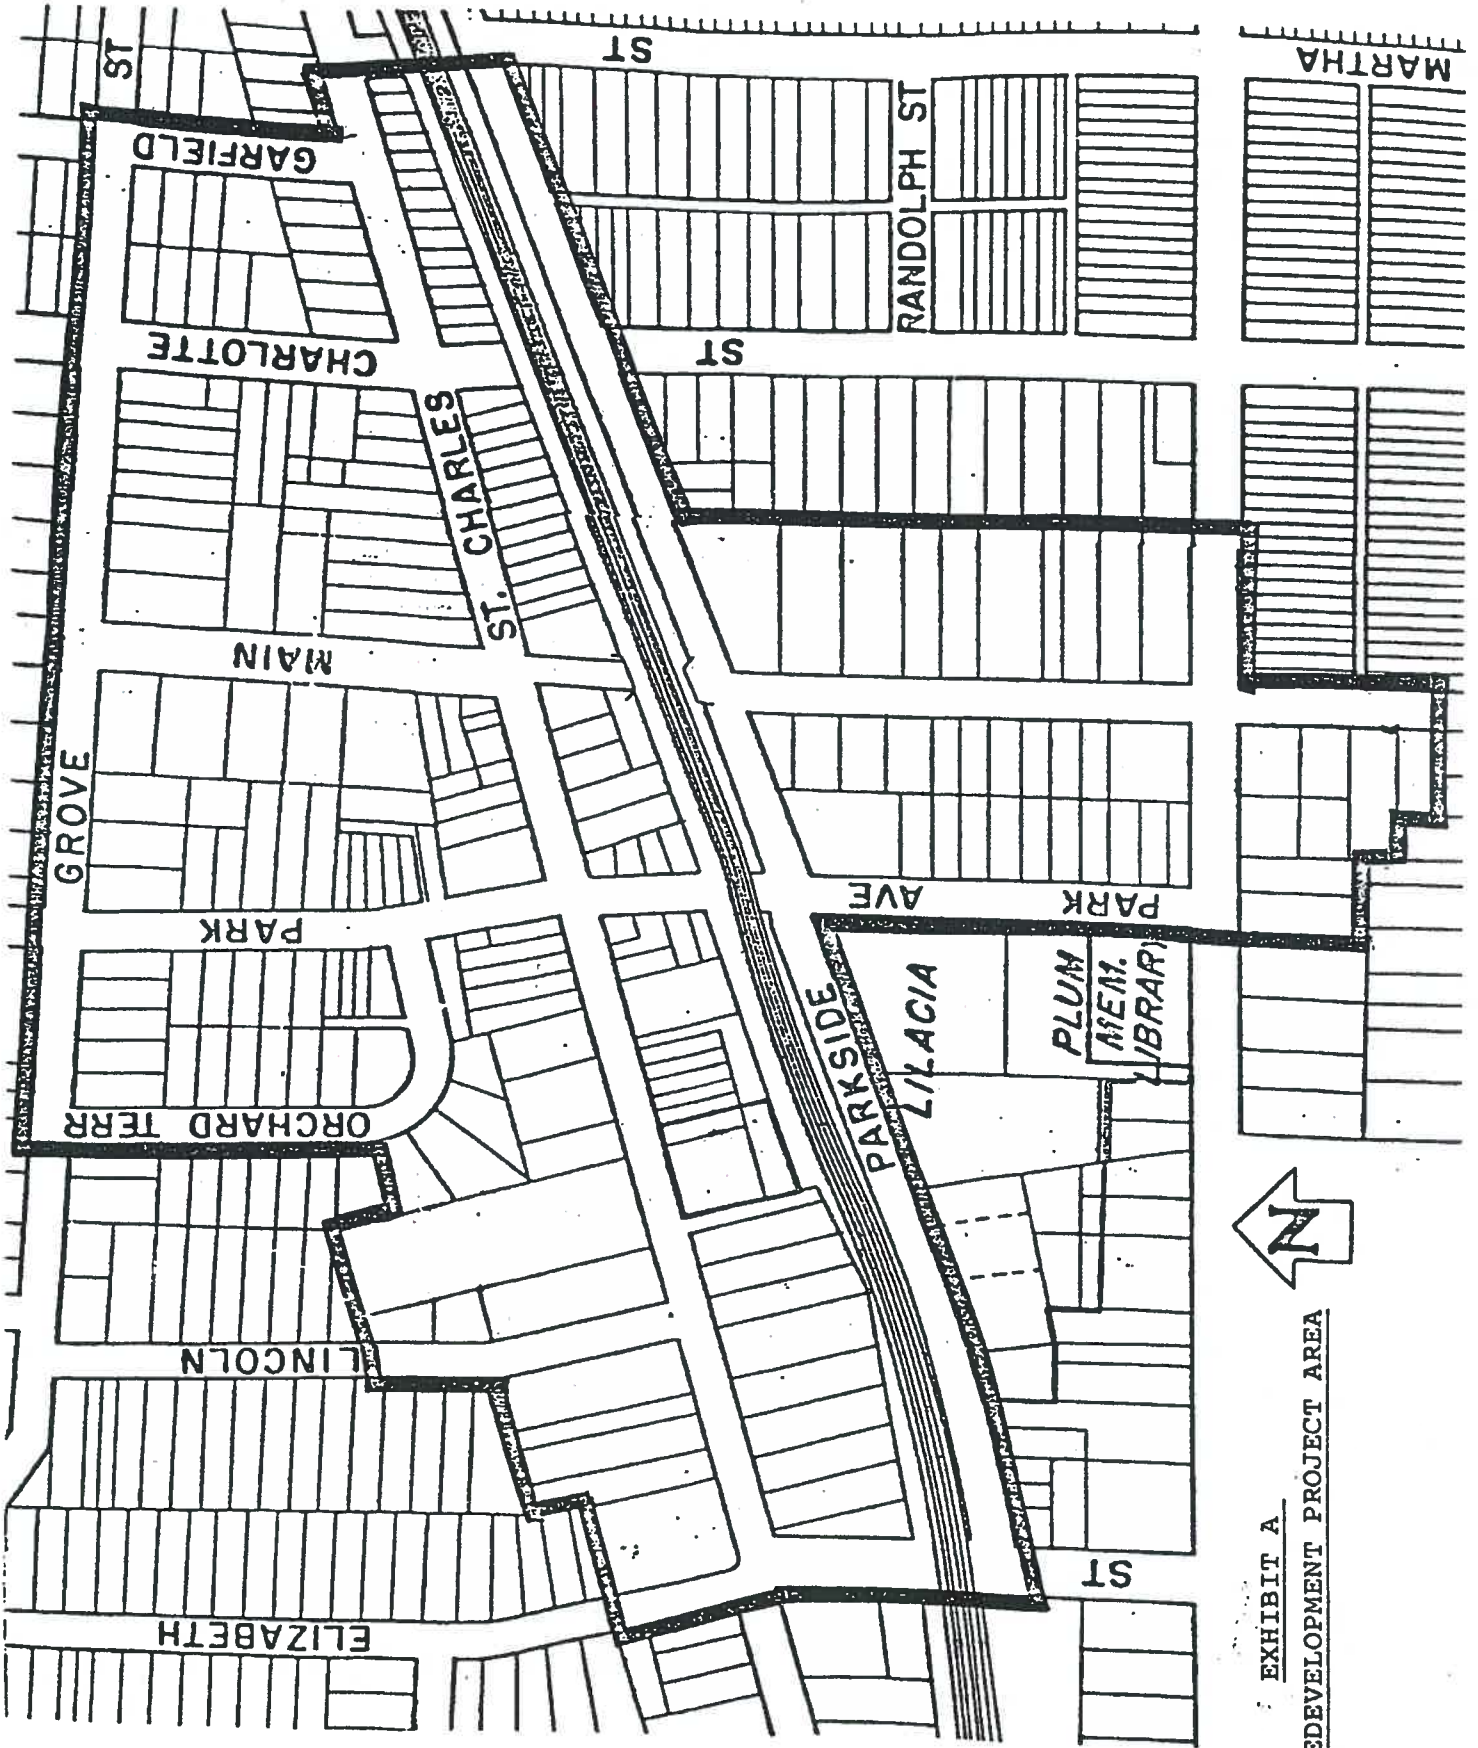 ST
GARFIELD
ST
MARTHA
RANDOLPH ST
CHARLOTTE
ST
ST. CHARLES
MAIN
GROVE
PARK
AVE
PARK
LILACIA
PLUM
MEM.
LIBRARY
PARKSIDE
ORCHARD TERR
N
LINCOLN
ELIZABETH
ST
EXHIBIT A
EDEVELOPMENT PROJECT AREA